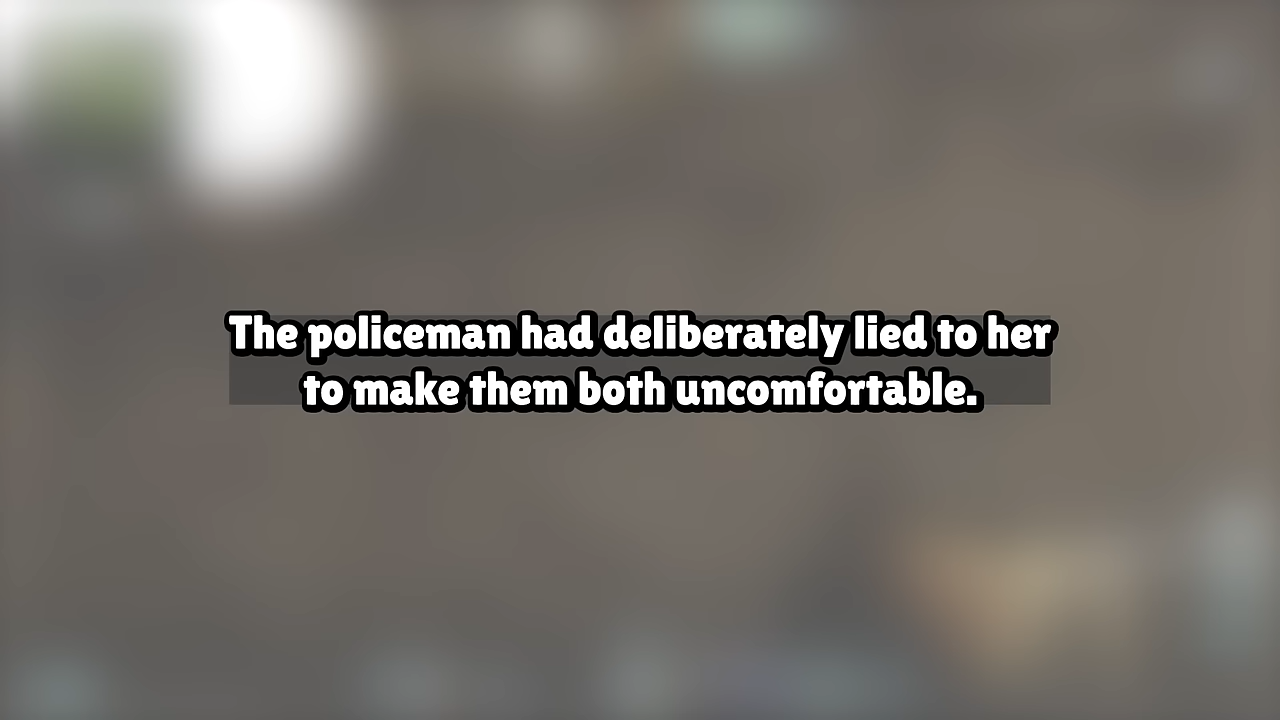 The policeman had deliberately lied to her
to make them both uncomfortable.